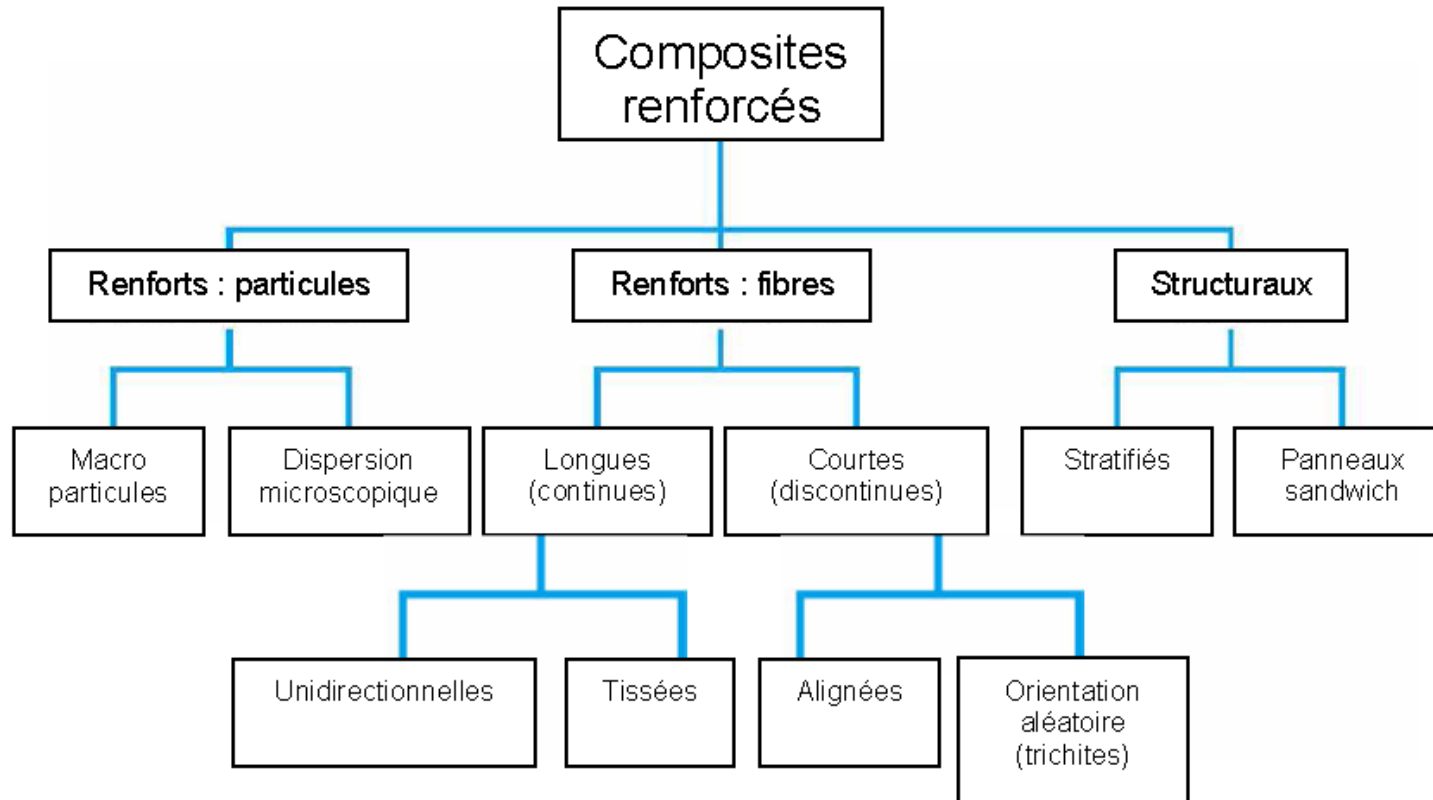 Composites
renforcés
Renforts : particules
Renforts : fibres
Structuraux
Macro
particules
Dispersion
microscopique
Longues
(continues)
Courtes
(discontinues)
Stratifiés
Panneaux
sandwich
Unidirectionnelles
Tissées
Alignées
Orientation
aléatoire
(trichites)